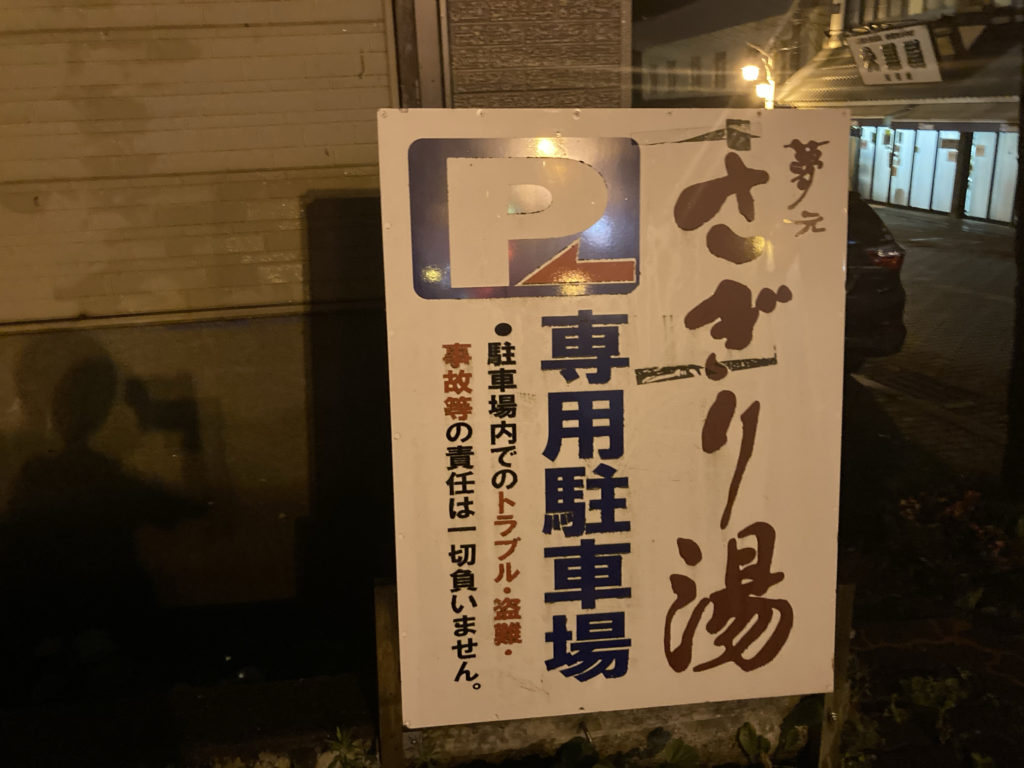 夢元
さぎり湯
P
専用駐車場
●駐車場内でのトラブル・盗難・
事故等の責任は一切負いません。